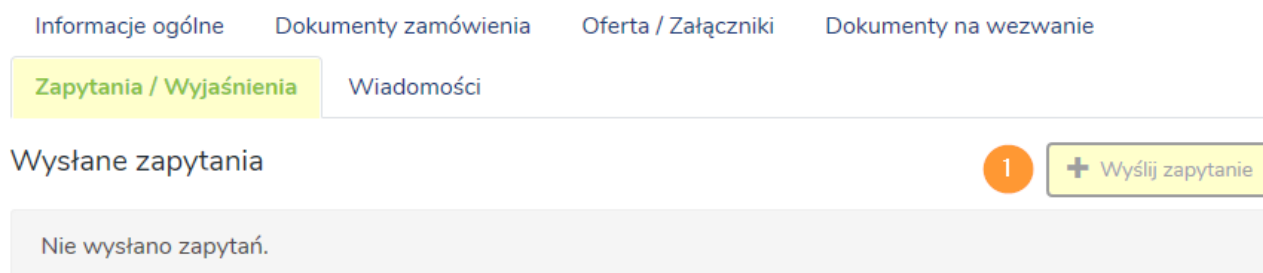 Informacje ogólne Dokumenty zamówienia Oferta / Załączniki Dokumenty na wezwanie
Zapytania / Wyjaśnienia Wiadomości
Wysłane zapytania 1 + Wyślij zapytanie
Nie wysłano zapytań.